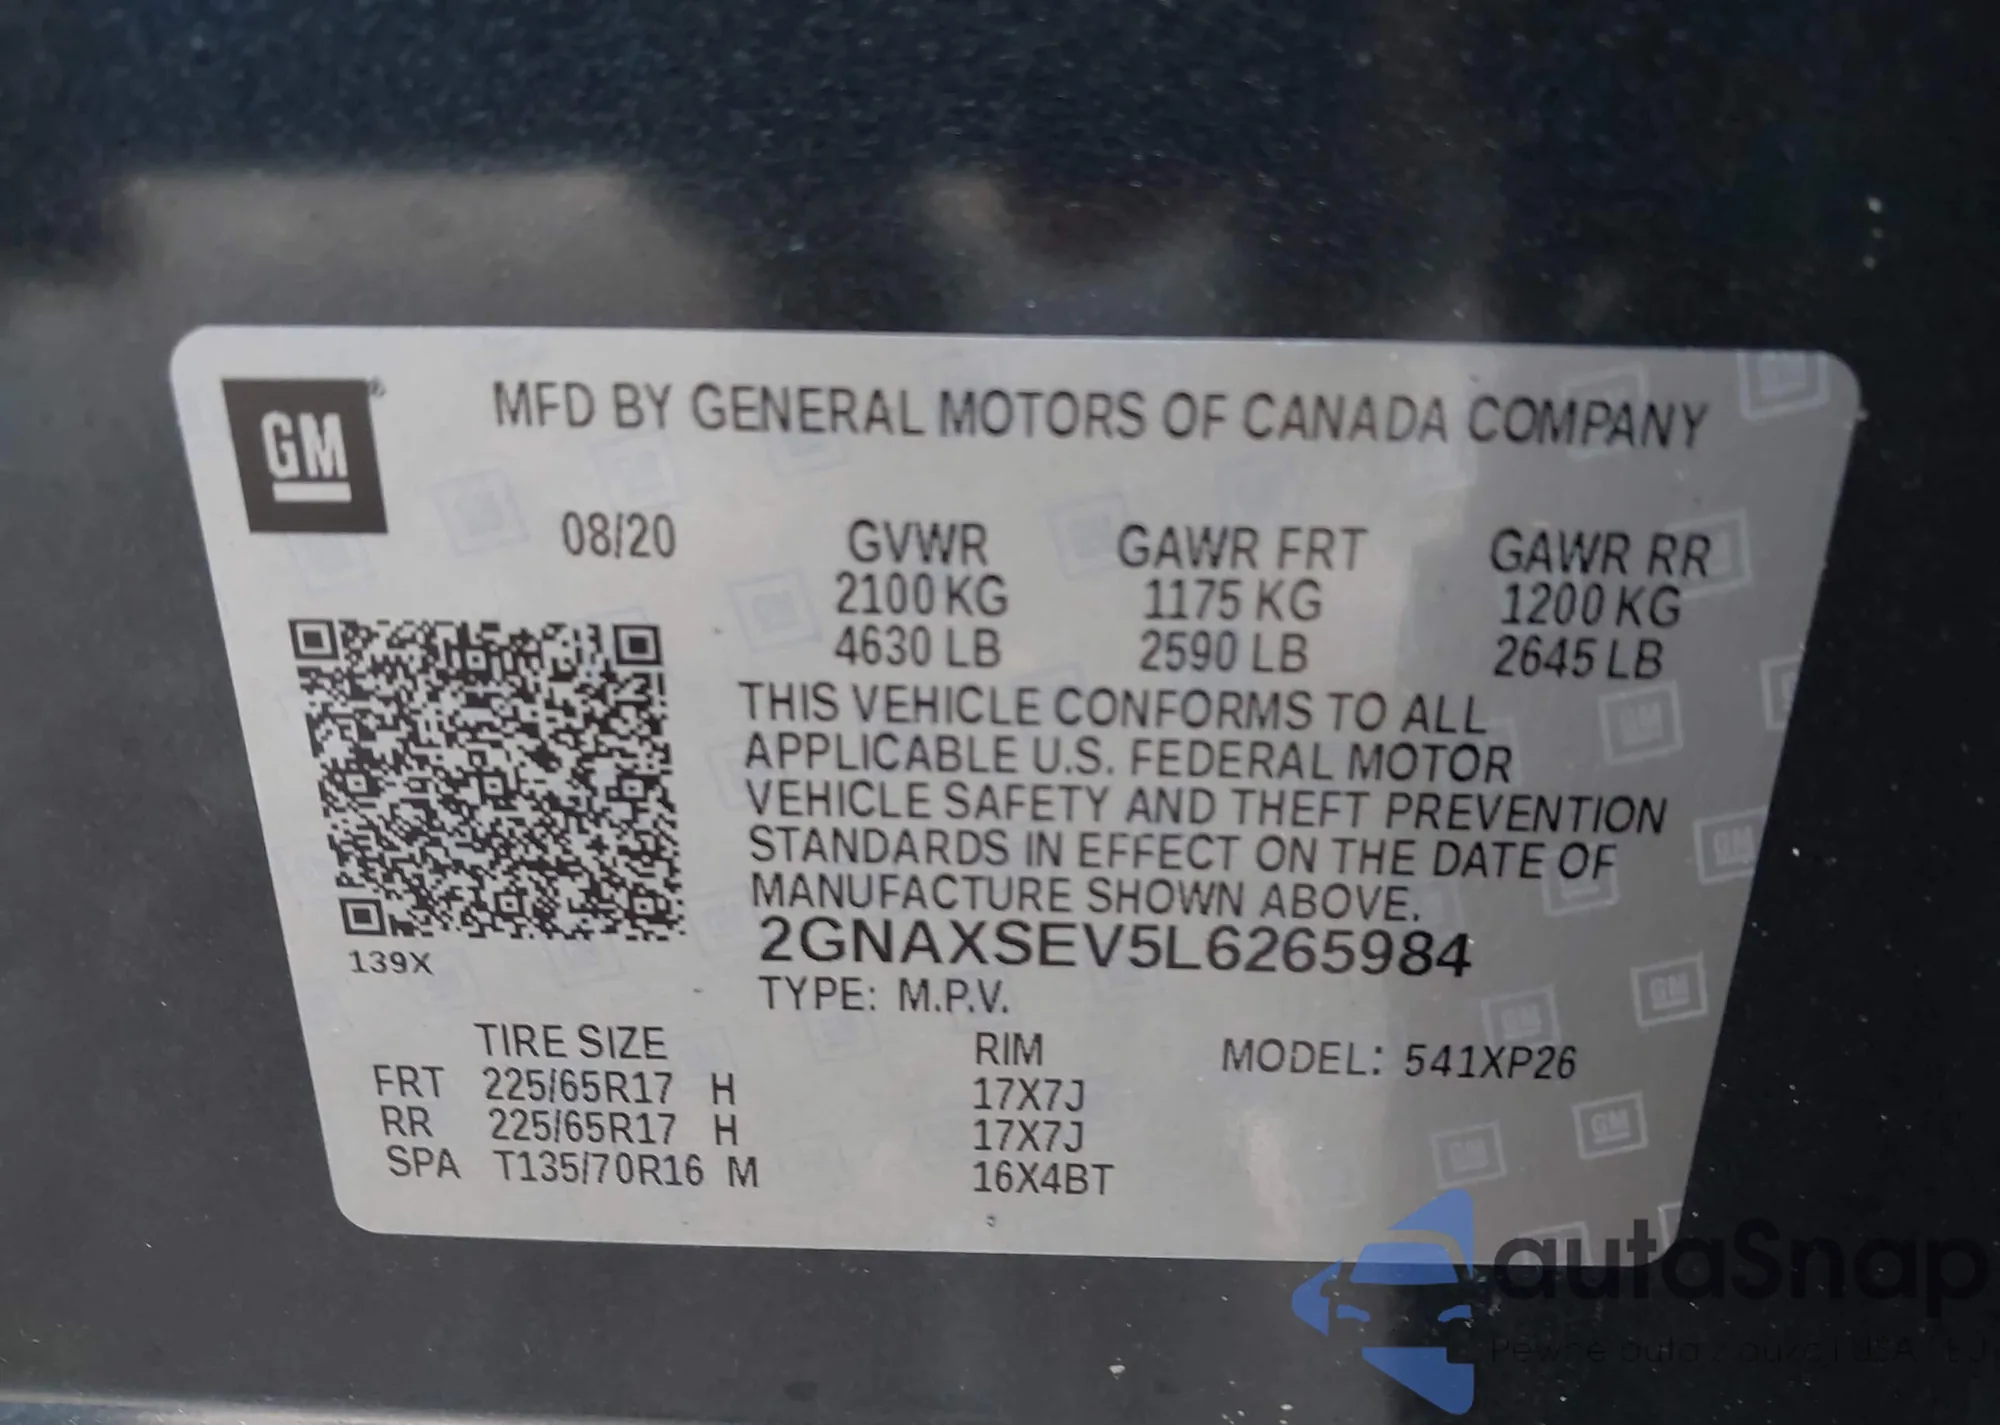 GM
MFD BY GENERAL MOTORS OF CANADA COMPANY
08/20 GVWR GAWR FRT GAWR RR
2100 KG 1175 KG 1200 KG
4630 LB 2590 LB 2645 LB
THIS VEHICLE CONFORMS TO ALL
APPLICABLE U.S. FEDERAL MOTOR
VEHICLE SAFETY AND THEFT PREVENTION
STANDARDS IN EFFECT ON THE DATE OF
MANUFACTURE SHOWN ABOVE.
2GNAXSEV5L6265984
139X
TYPE: M.P.V.
TIRE SIZE RIM MODEL: 541XP26
FRT 225/65R17 H 17X7J
RR 225/65R17 H 17X7J
SPA T135/70R16 M 16X4BT
autaSnap
Pewne auta z